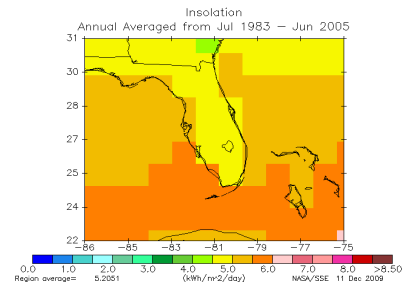 Insolation
Annual Averaged from Jul 1983 – Jun 2005
31
30
28
27
25
24
22
−86 −85 −83 −81 −79 −77 −75
0.0 1.0 2.0 3.0 4.0 5.0 6.0 7.0 8.0 >8.50
Region average= 5.2051 (kWh/m^2/day) NASA/SSE 11 Dec 2009